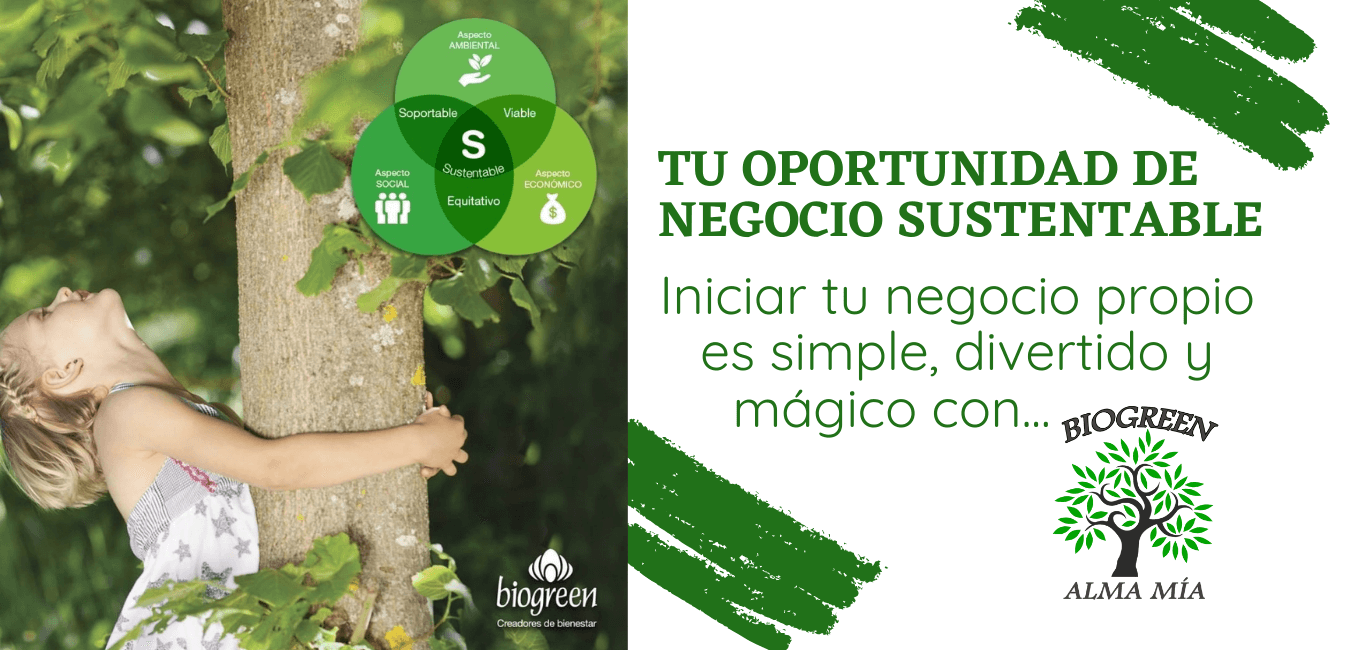 Aspecto
AMBIENTAL
Soportable
Viable
S
Sustentable
Aspecto
SOCIAL
Aspecto
ECONÓMICO
$
Equitativo
biogreen
Creadores de bienestar
TU OPORTUNIDAD DE
NEGOCIO SUSTENTABLE
Iniciar tu negocio propio
es simple, divertido y
mágico con...
BIOGREEN
ALMA MÍA